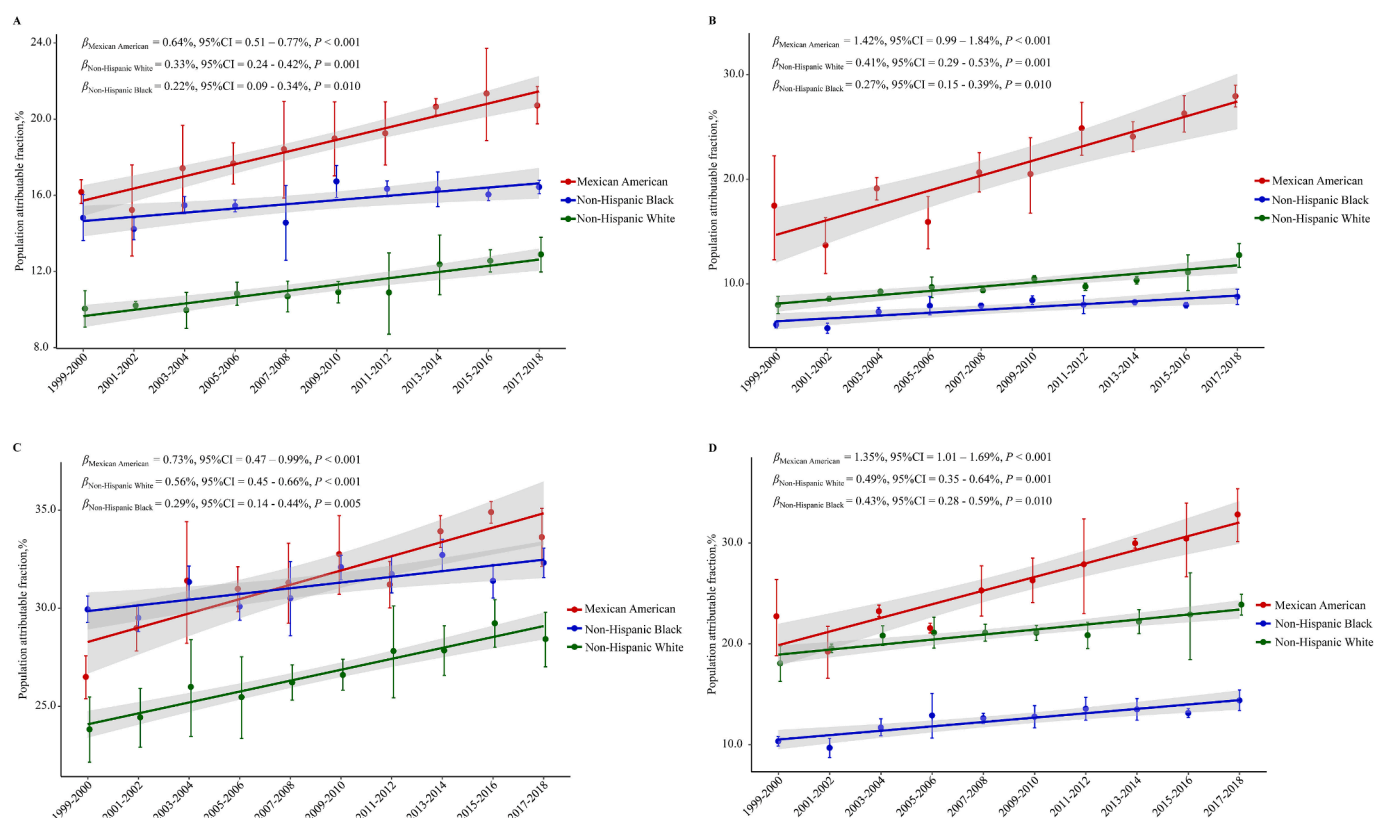 A
β Mexican American = 0.64%, 95%CI = 0.51 – 0.77%, P < 0.001
β Non-Hispanic White = 0.33%, 95%CI = 0.24 - 0.42%, P = 0.001
β Non-Hispanic Black = 0.22%, 95%CI = 0.09 - 0.34%, P = 0.010
Population attributable fraction,%
24.0
20.0
16.0
12.0
8.0
1999-2000
2001-2002
2003-2004
2005-2006
2007-2008
2009-2010
2011-2012
2013-2014
2015-2016
2017-2018
Mexican American
Non-Hispanic Black
Non-Hispanic White
B
β Mexican American = 1.42%, 95%CI = 0.99 – 1.84%, P < 0.001
β Non-Hispanic White = 0.41%, 95%CI = 0.29 - 0.53%, P = 0.001
β Non-Hispanic Black = 0.27%, 95%CI = 0.15 - 0.39%, P = 0.010
Population attributable fraction,%
30.0
20.0
10.0
1999-2000
2001-2002
2003-2004
2005-2006
2007-2008
2009-2010
2011-2012
2013-2014
2015-2016
2017-2018
Mexican American
Non-Hispanic Black
Non-Hispanic White
C
β Mexican American = 0.73%, 95%CI = 0.47 – 0.99%, P < 0.001
β Non-Hispanic White = 0.56%, 95%CI = 0.45 - 0.66%, P < 0.001
β Non-Hispanic Black = 0.29%, 95%CI = 0.14 - 0.44%, P = 0.005
Population attributable fraction,%
35.0
30.0
25.0
1999-2000
2001-2002
2003-2004
2005-2006
2007-2008
2009-2010
2011-2012
2013-2014
2015-2016
2017-2018
Mexican American
Non-Hispanic Black
Non-Hispanic White
D
β Mexican American = 1.35%, 95%CI = 1.01 – 1.69%, P < 0.001
β Non-Hispanic White = 0.49%, 95%CI = 0.35 - 0.64%, P = 0.001
β Non-Hispanic Black = 0.43%, 95%CI = 0.28 - 0.59%, P = 0.010
Population attributable fraction,%
30.0
20.0
10.0
1999-2000
2001-2002
2003-2004
2005-2006
2007-2008
2009-2010
2011-2012
2013-2014
2015-2016
2017-2018
Mexican American
Non-Hispanic Black
Non-Hispanic White